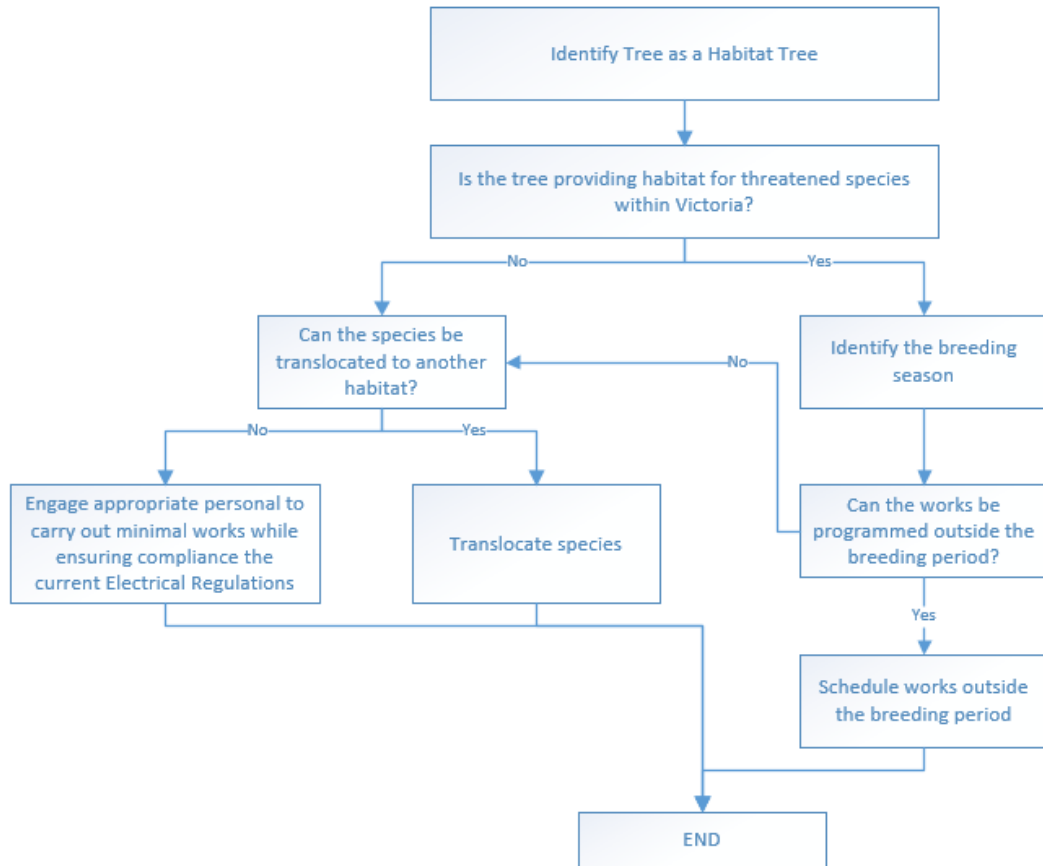 Identify Tree as a Habitat Tree
Is the tree providing habitat for threatened species
within Victoria?
No
Yes
Can the species be
translocated to another
habitat?
No
Identify the breeding
season
No
Yes
Engage appropriate personal to
carry out minimal works while
ensuring compliance the
current Electrical Regulations
Translocate species
Can the works be
programmed outside the
breeding period?
Yes
Schedule works outside
the breeding period
END